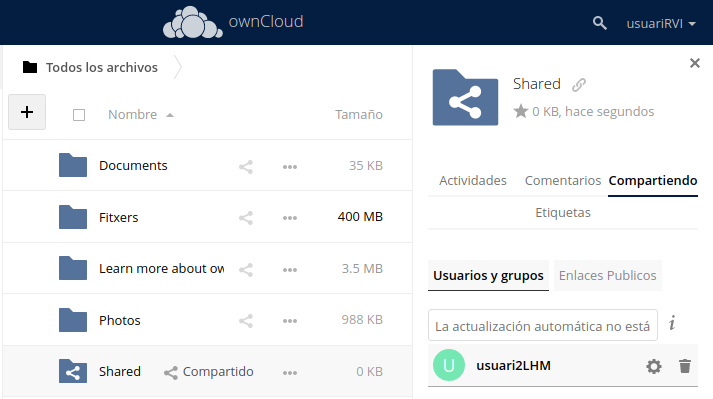 ownCloud
usuariRVI
Todos los archivos
Nombre
Tamaño
Documents
35 KB
Fitxers
400 MB
Learn more about ow
3.5 MB
Photos
988 KB
Shared
Compartido
0 KB
Shared
0 KB, hace segundos
Actividades Comentarios Compartiendo
Etiquetas
Usuarios y grupos Enlaces Publicos
La actualización automática no está
i
U
usuari2LHM